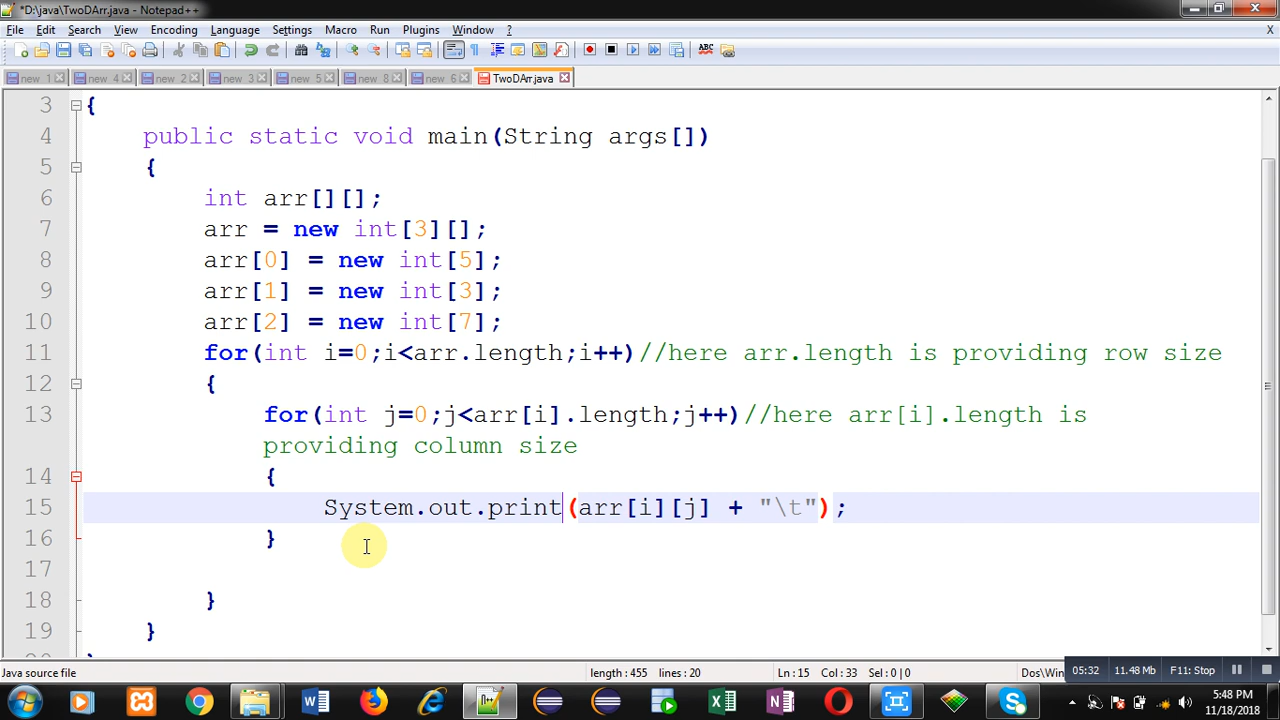 *D:\java\TwoDArr.java - Notepad++
File Edit Search View Encoding Language Settings Macro Run Plugins Window ? X
new 1 new 4 new 2 new 3 new 5 new 8 new 6 TwoDArr.java
3 {
4 public static void main(String args[])
5 {
6 int arr[][];
7 arr = new int[3][];
8 arr[0] = new int[5];
9 arr[1] = new int[3];
10 arr[2] = new int[7];
11 for(int i=0;i<arr.length;i++)//here arr.length is providing row size
12 {
13 for(int j=0;j<arr[i].length;j++)//here arr[i].length is
providing column size
14 {
15 System.out.print(arr[i][j] + "\t");
16 }
17
18 }
19 }
Java source file length : 455 lines : 20 Ln : 15 Col : 33 Sel : 0 | 0 Dos\Win
05:32 11.48 Mb F11: Stop
5:48 PM
11/18/2018